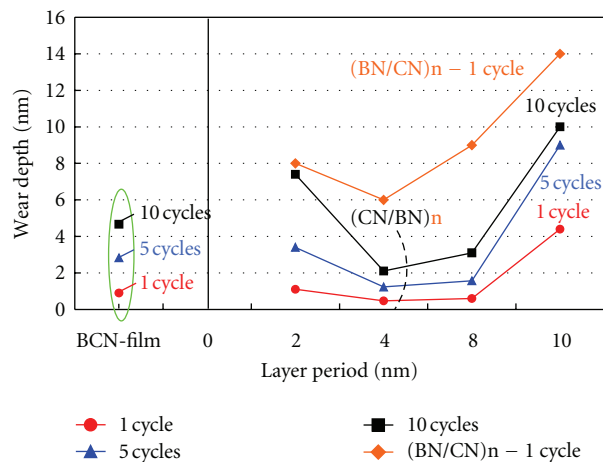 16
14
12
10
8
6
4
2
0
Wear depth (nm)
(BN/CN)n − 1 cycle
10 cycles
5 cycles
1 cycle
(CN/BN)n
10 cycles
5 cycles
1 cycle
BCN-film 0 2 4 8 10
Layer period (nm)
1 cycle
5 cycles
10 cycles
(BN/CN)n − 1 cycle